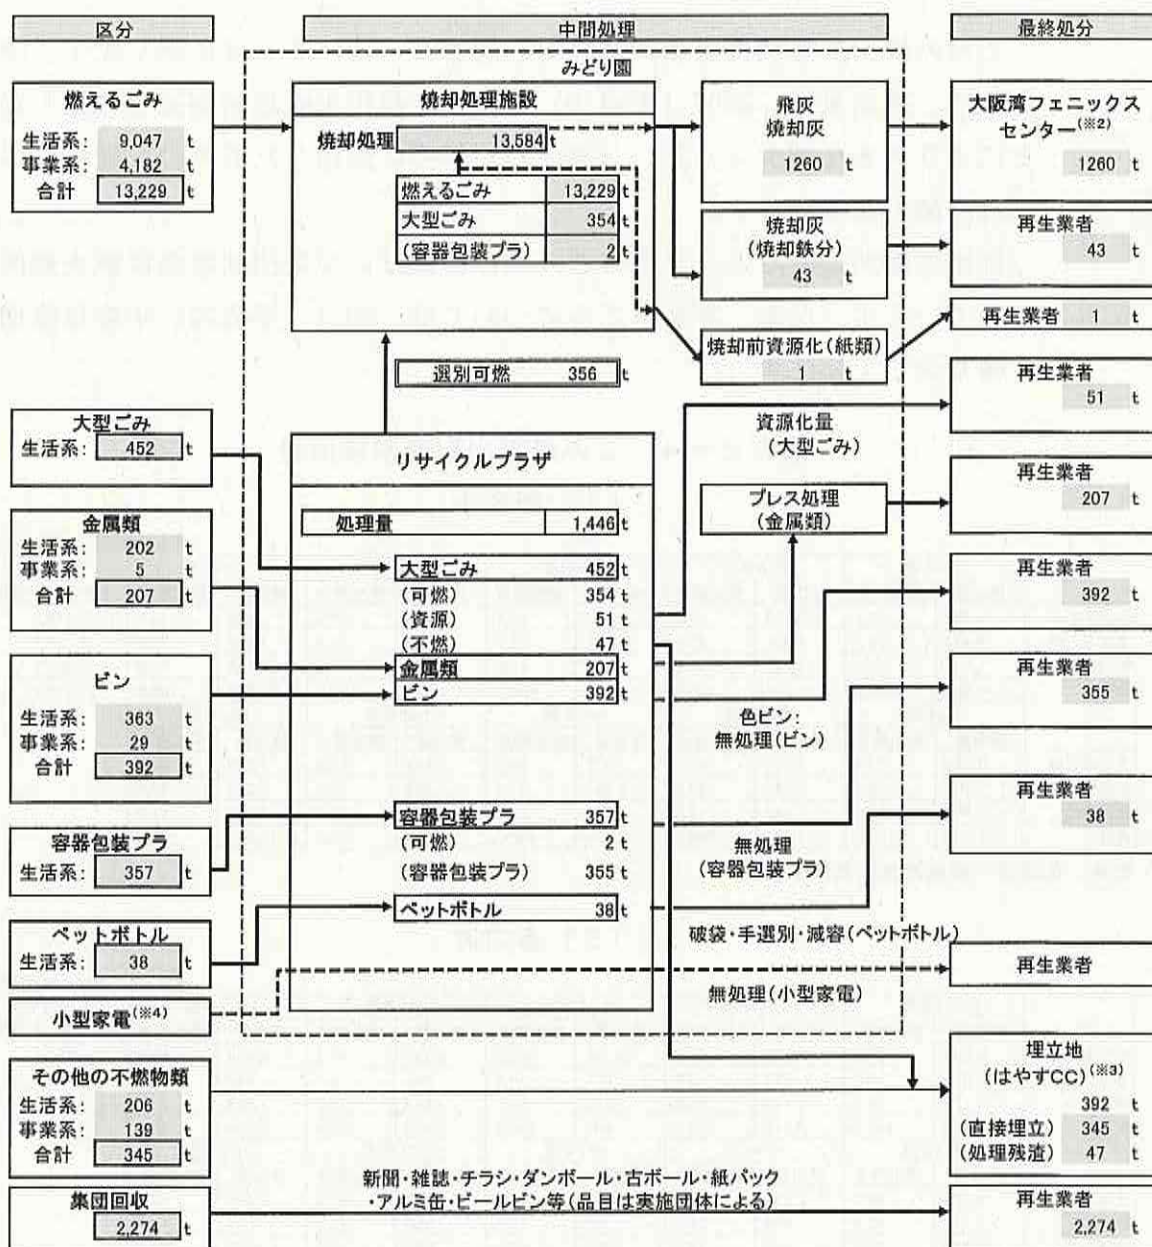 区分
中間処理
最終処分
みどり園
燃えるごみ
生活系: 9,047 t
事業系: 4,182 t
合計 13,229 t
焼却処理施設
焼却処理 13,584 t
燃えるごみ 13,229 t
大型ごみ 354 t
(容器包装プラ) 2 t
飛灰
焼却灰
1260 t
焼却灰
(焼却鉄分)
43 t
焼却前資源化(紙類)
1 t
大阪湾フェニックス
センター(※2)
1260 t
再生業者
43 t
再生業者 1 t
選別可燃 356 t
再生業者
51 t
大型ごみ
生活系: 452 t
リサイクルプラザ
処理量 1,446 t
資源化量
(大型ごみ)
プレス処理
(金属類)
再生業者
207 t
金属類
生活系: 202 t
事業系: 5 t
合計 207 t
大型ごみ 452 t
(可燃) 354 t
(資源) 51 t
(不燃) 47 t
金属類 207 t
ビン 392 t
再生業者
392 t
ビン
生活系: 363 t
事業系: 29 t
合計 392 t
色ビン:
無処理(ビン)
再生業者
355 t
容器包装プラ
生活系: 357 t
容器包装プラ 357 t
(可燃) 2 t
(容器包装プラ) 355 t
無処理
(容器包装プラ)
再生業者
38 t
ペットボトル
生活系: 38 t
ペットボトル 38 t
破袋・手選別・減容(ペットボトル)
小型家電(※4)
無処理(小型家電)
再生業者
その他の不燃物類
生活系: 206 t
事業系: 139 t
合計 345 t
埋立地
(はやすCC)(※3)
392 t
(直接埋立) 345 t
(処理残渣) 47 t
集団回収
2,274 t
新聞・雑誌・チラシ・ダンボール・古ボール・紙パック
・アルミ缶・ビールビン等(品目は実施団体による)
再生業者
2,274 t